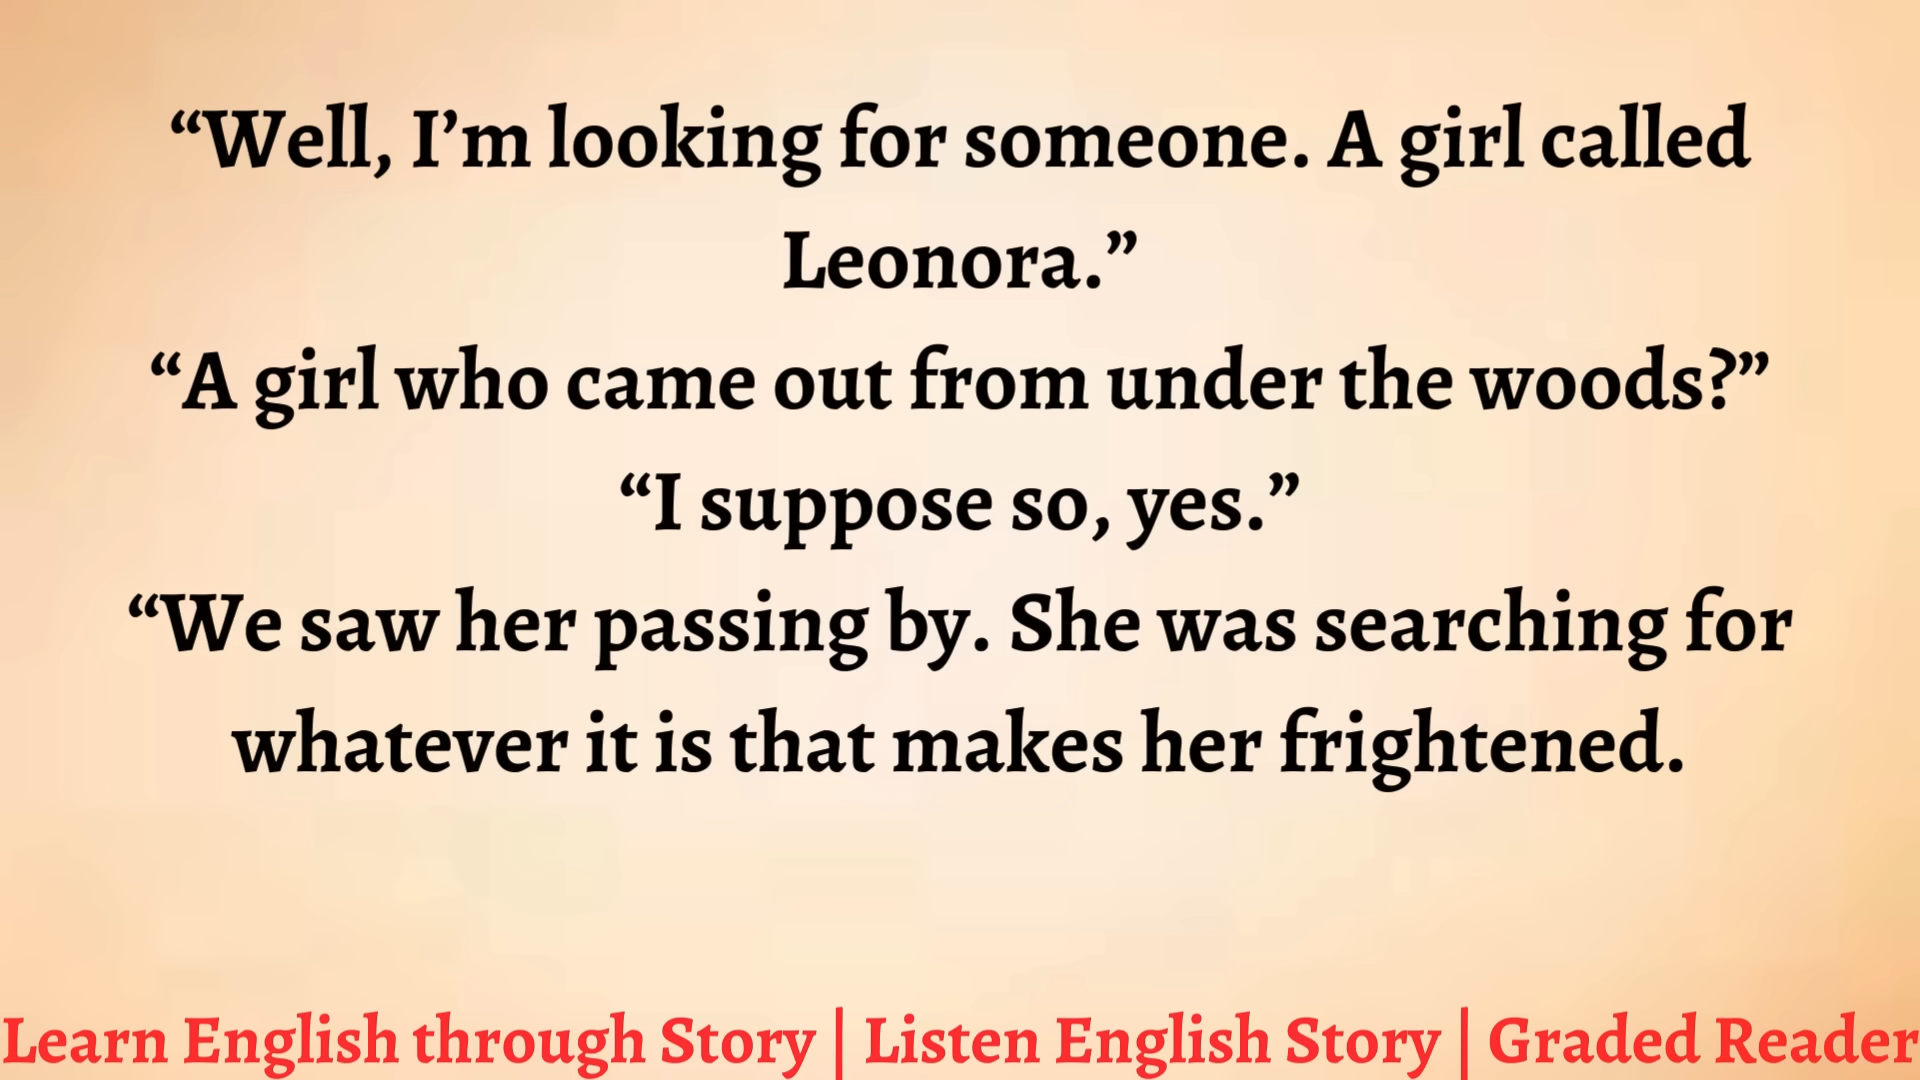 “Well, I’m looking for someone. A girl called
Leonora.”
“A girl who came out from under the woods?”
“I suppose so, yes.”
“We saw her passing by. She was searching for
whatever it is that makes her frightened.
Learn English through Story | Listen English Story | Graded Reader